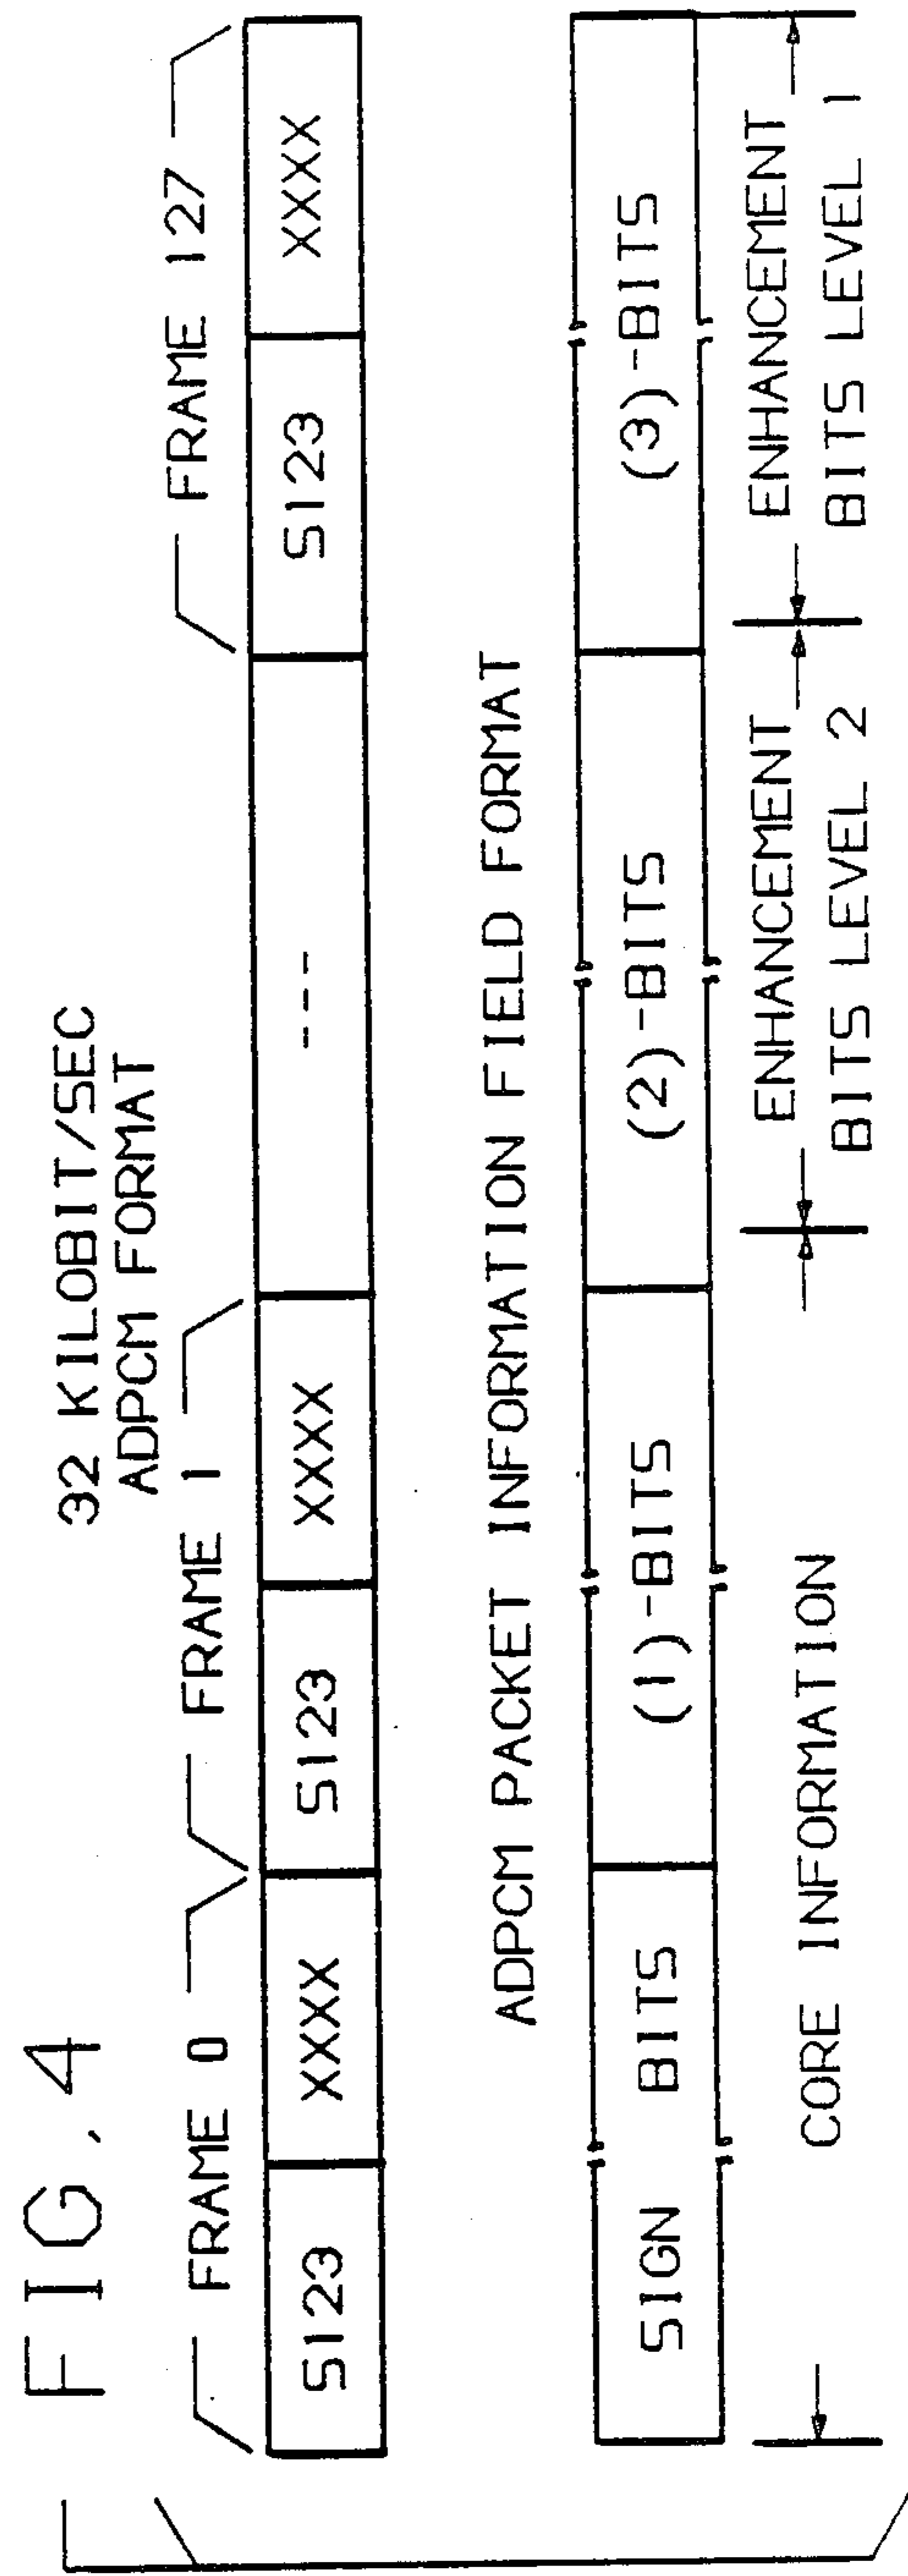 FIG. 4
32 KILOBIT/SEC
ADPCM FORMAT
FRAME 0 FRAME 1 FRAME 127
S123 XXXX S123 XXXX --- S123 XXXX
ADPCM PACKET INFORMATION FIELD FORMAT
SIGN BITS (1)-BITS (2)-BITS (3)-BITS
CORE INFORMATION
ENHANCEMENT
BITS LEVEL 2
ENHANCEMENT
BITS LEVEL 1